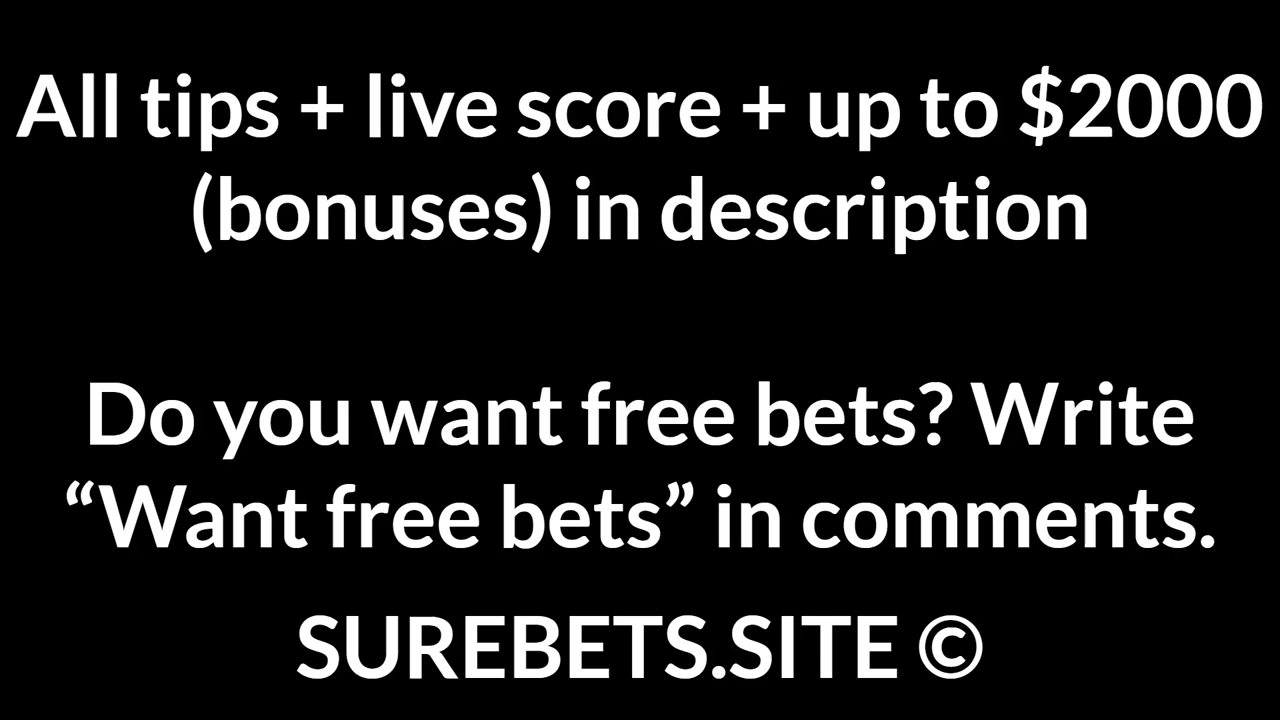 All tips + live score + up to $2000
(bonuses) in description
Do you want free bets? Write
“Want free bets” in comments.
SUREBETS.SITE ©